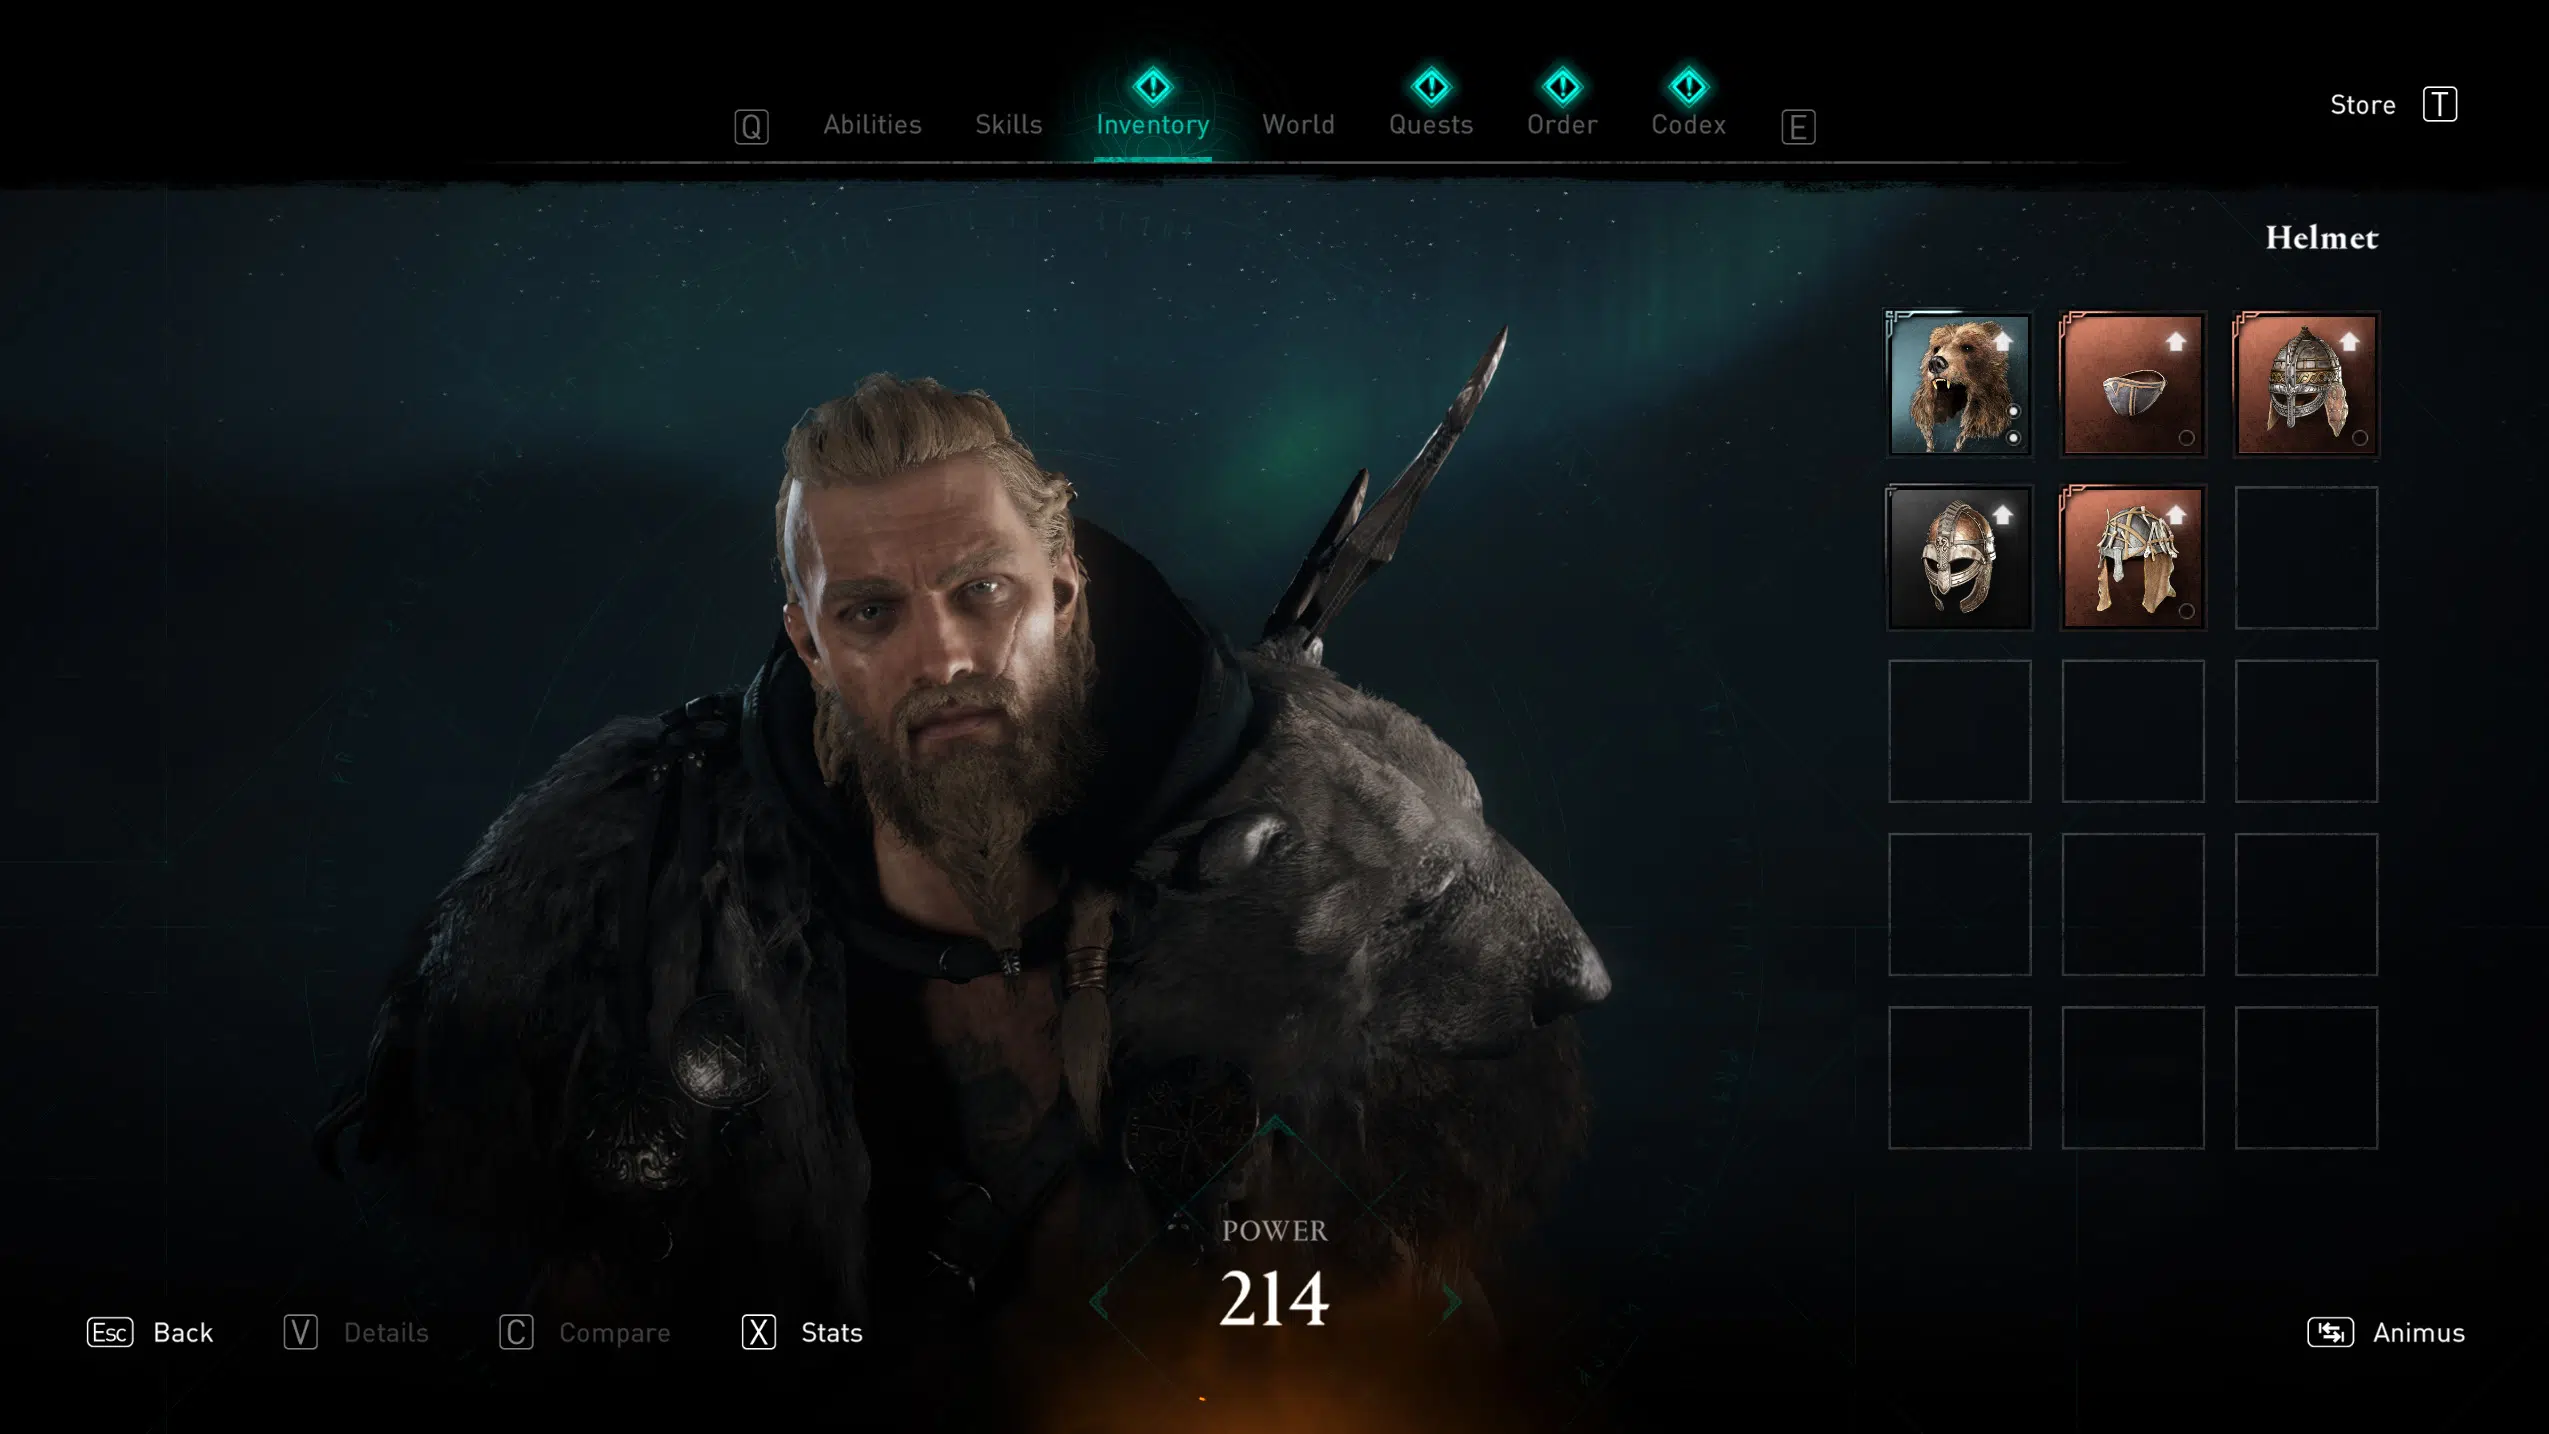 Q Abilities Skills Inventory World Quests Order Codex E
Store T
Helmet
POWER
214
Esc Back V Details C Compare X Stats
Animus